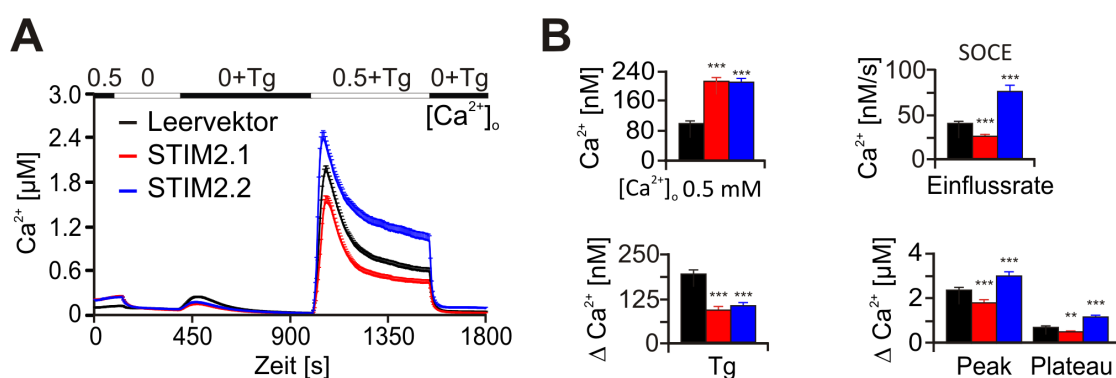 A
0.5 0 0+Tg 0.5+Tg 0+Tg
[Ca²⁺]ₒ
3.0
2.4
1.8
1.2
0.6
0
Ca²⁺ [µM]
Leervektor
STIM2.1
STIM2.2
0 450 900 1350 1800
Zeit [s]
B
Ca²⁺ [nM]
240
160
80
0
*** ***
[Ca²⁺]ₒ 0.5 mM
SOCE
Ca²⁺ [nM/s]
100
50
0
***
***
Einflussrate
Δ Ca²⁺ [nM]
250
125
0
*** ***
Tg
Δ Ca²⁺ [µM]
4
2
0
*** *** ** ***
Peak Plateau